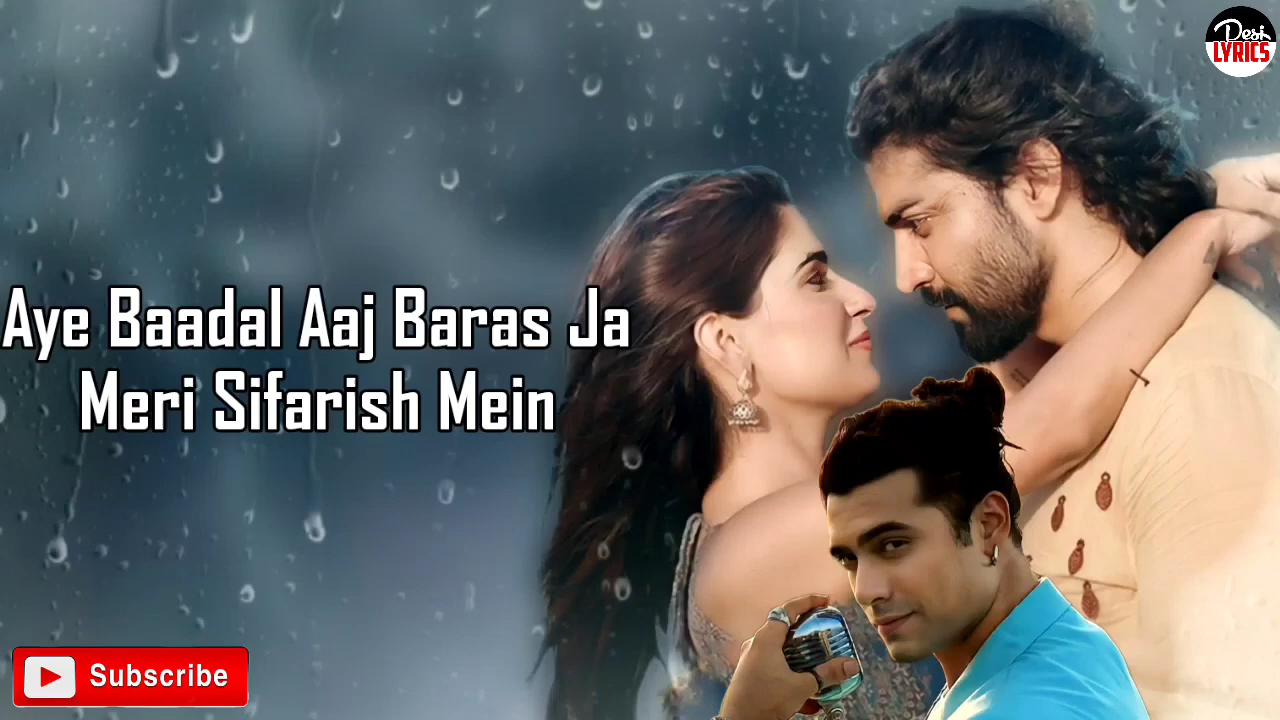 Desi
LYRICS
Aye Baadal Aaj Baras Ja
Meri Sifarish Mein
Subscribe